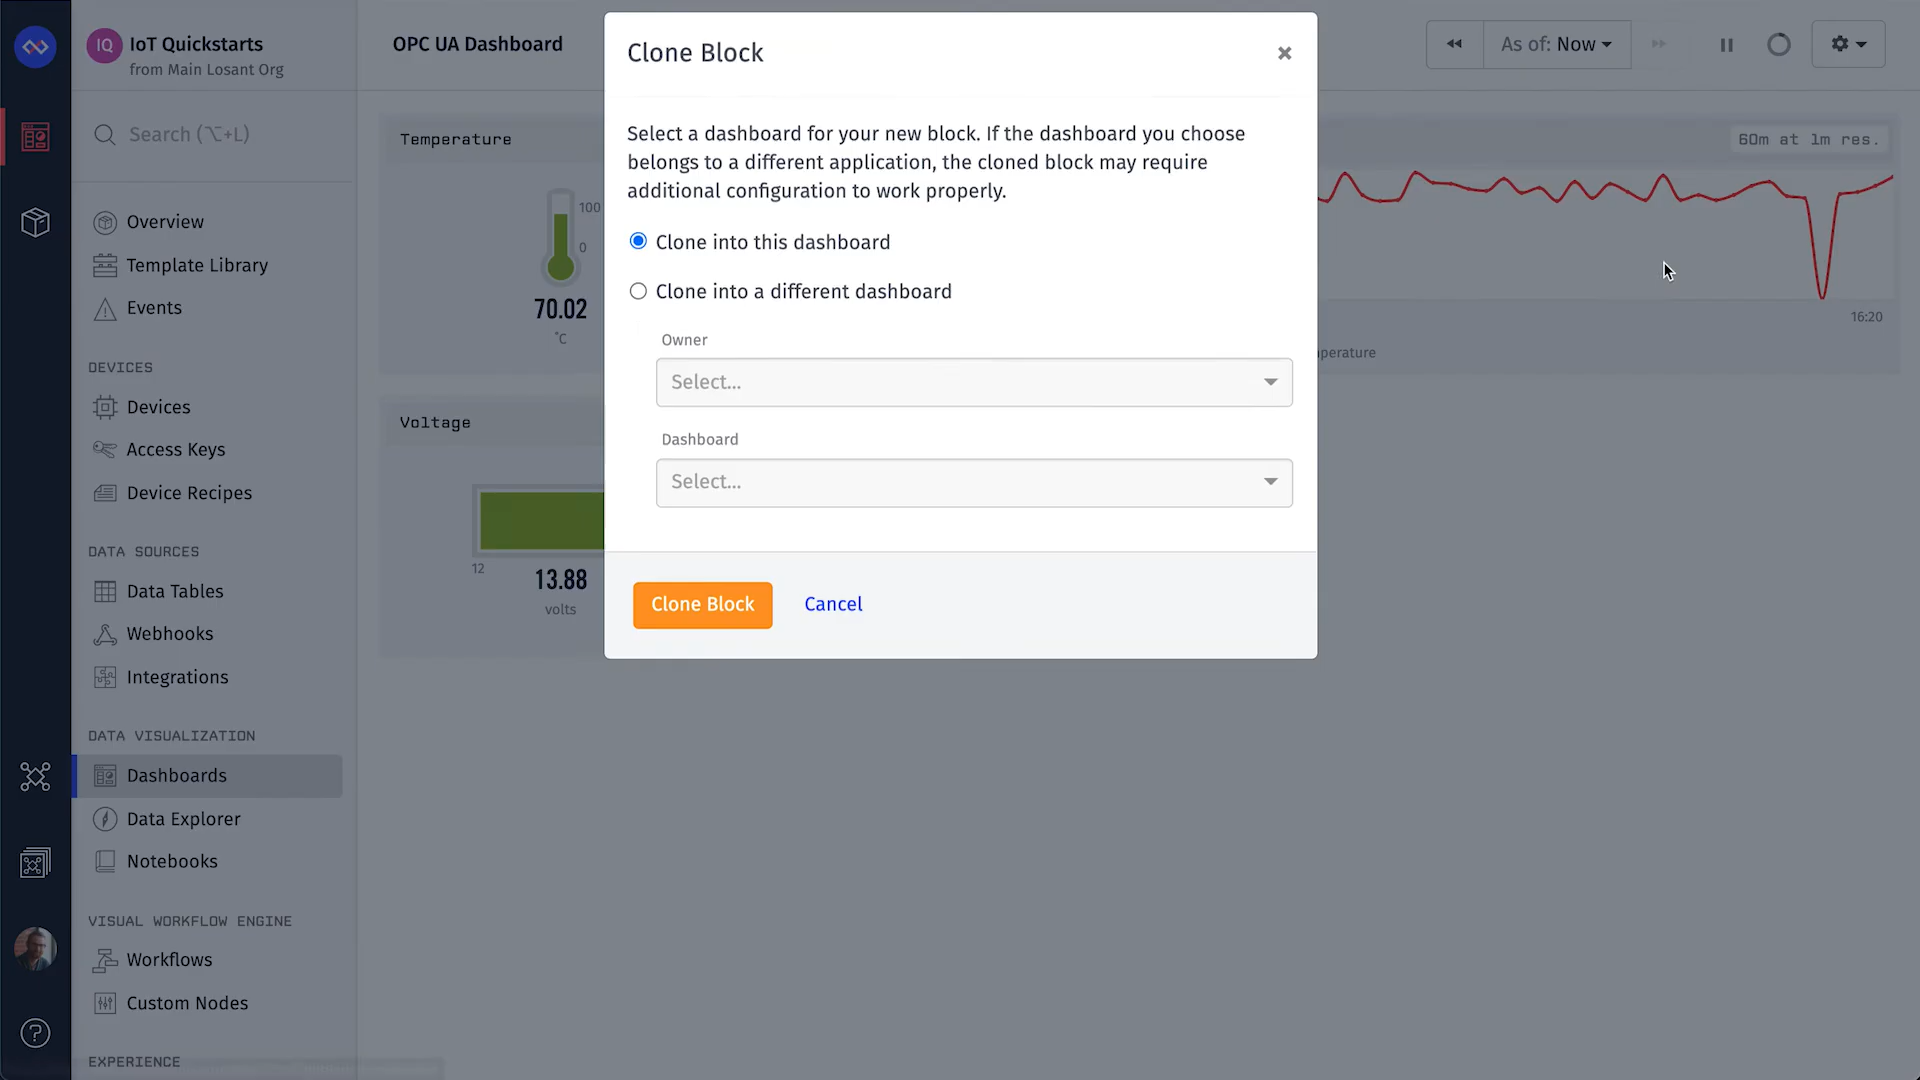 IQ
IoT Quickstarts
from Main Losant Org
Search (⌥+L)
Overview
Template Library
Events
DEVICES
Devices
Access Keys
Device Recipes
DATA SOURCES
Data Tables
Webhooks
Integrations
DATA VISUALIZATION
Dashboards
Data Explorer
Notebooks
VISUAL WORKFLOW ENGINE
Workflows
Custom Nodes
EXPERIENCE
OPC UA Dashboard
As of: Now
Temperature
100
0
70.02
°C
Voltage
12
13.88
volts
60m at 1m res.
16:20
perature
Clone Block
Select a dashboard for your new block. If the dashboard you choose
belongs to a different application, the cloned block may require
additional configuration to work properly.
Clone into this dashboard
Clone into a different dashboard
Owner
Select...
Dashboard
Select...
Clone Block
Cancel